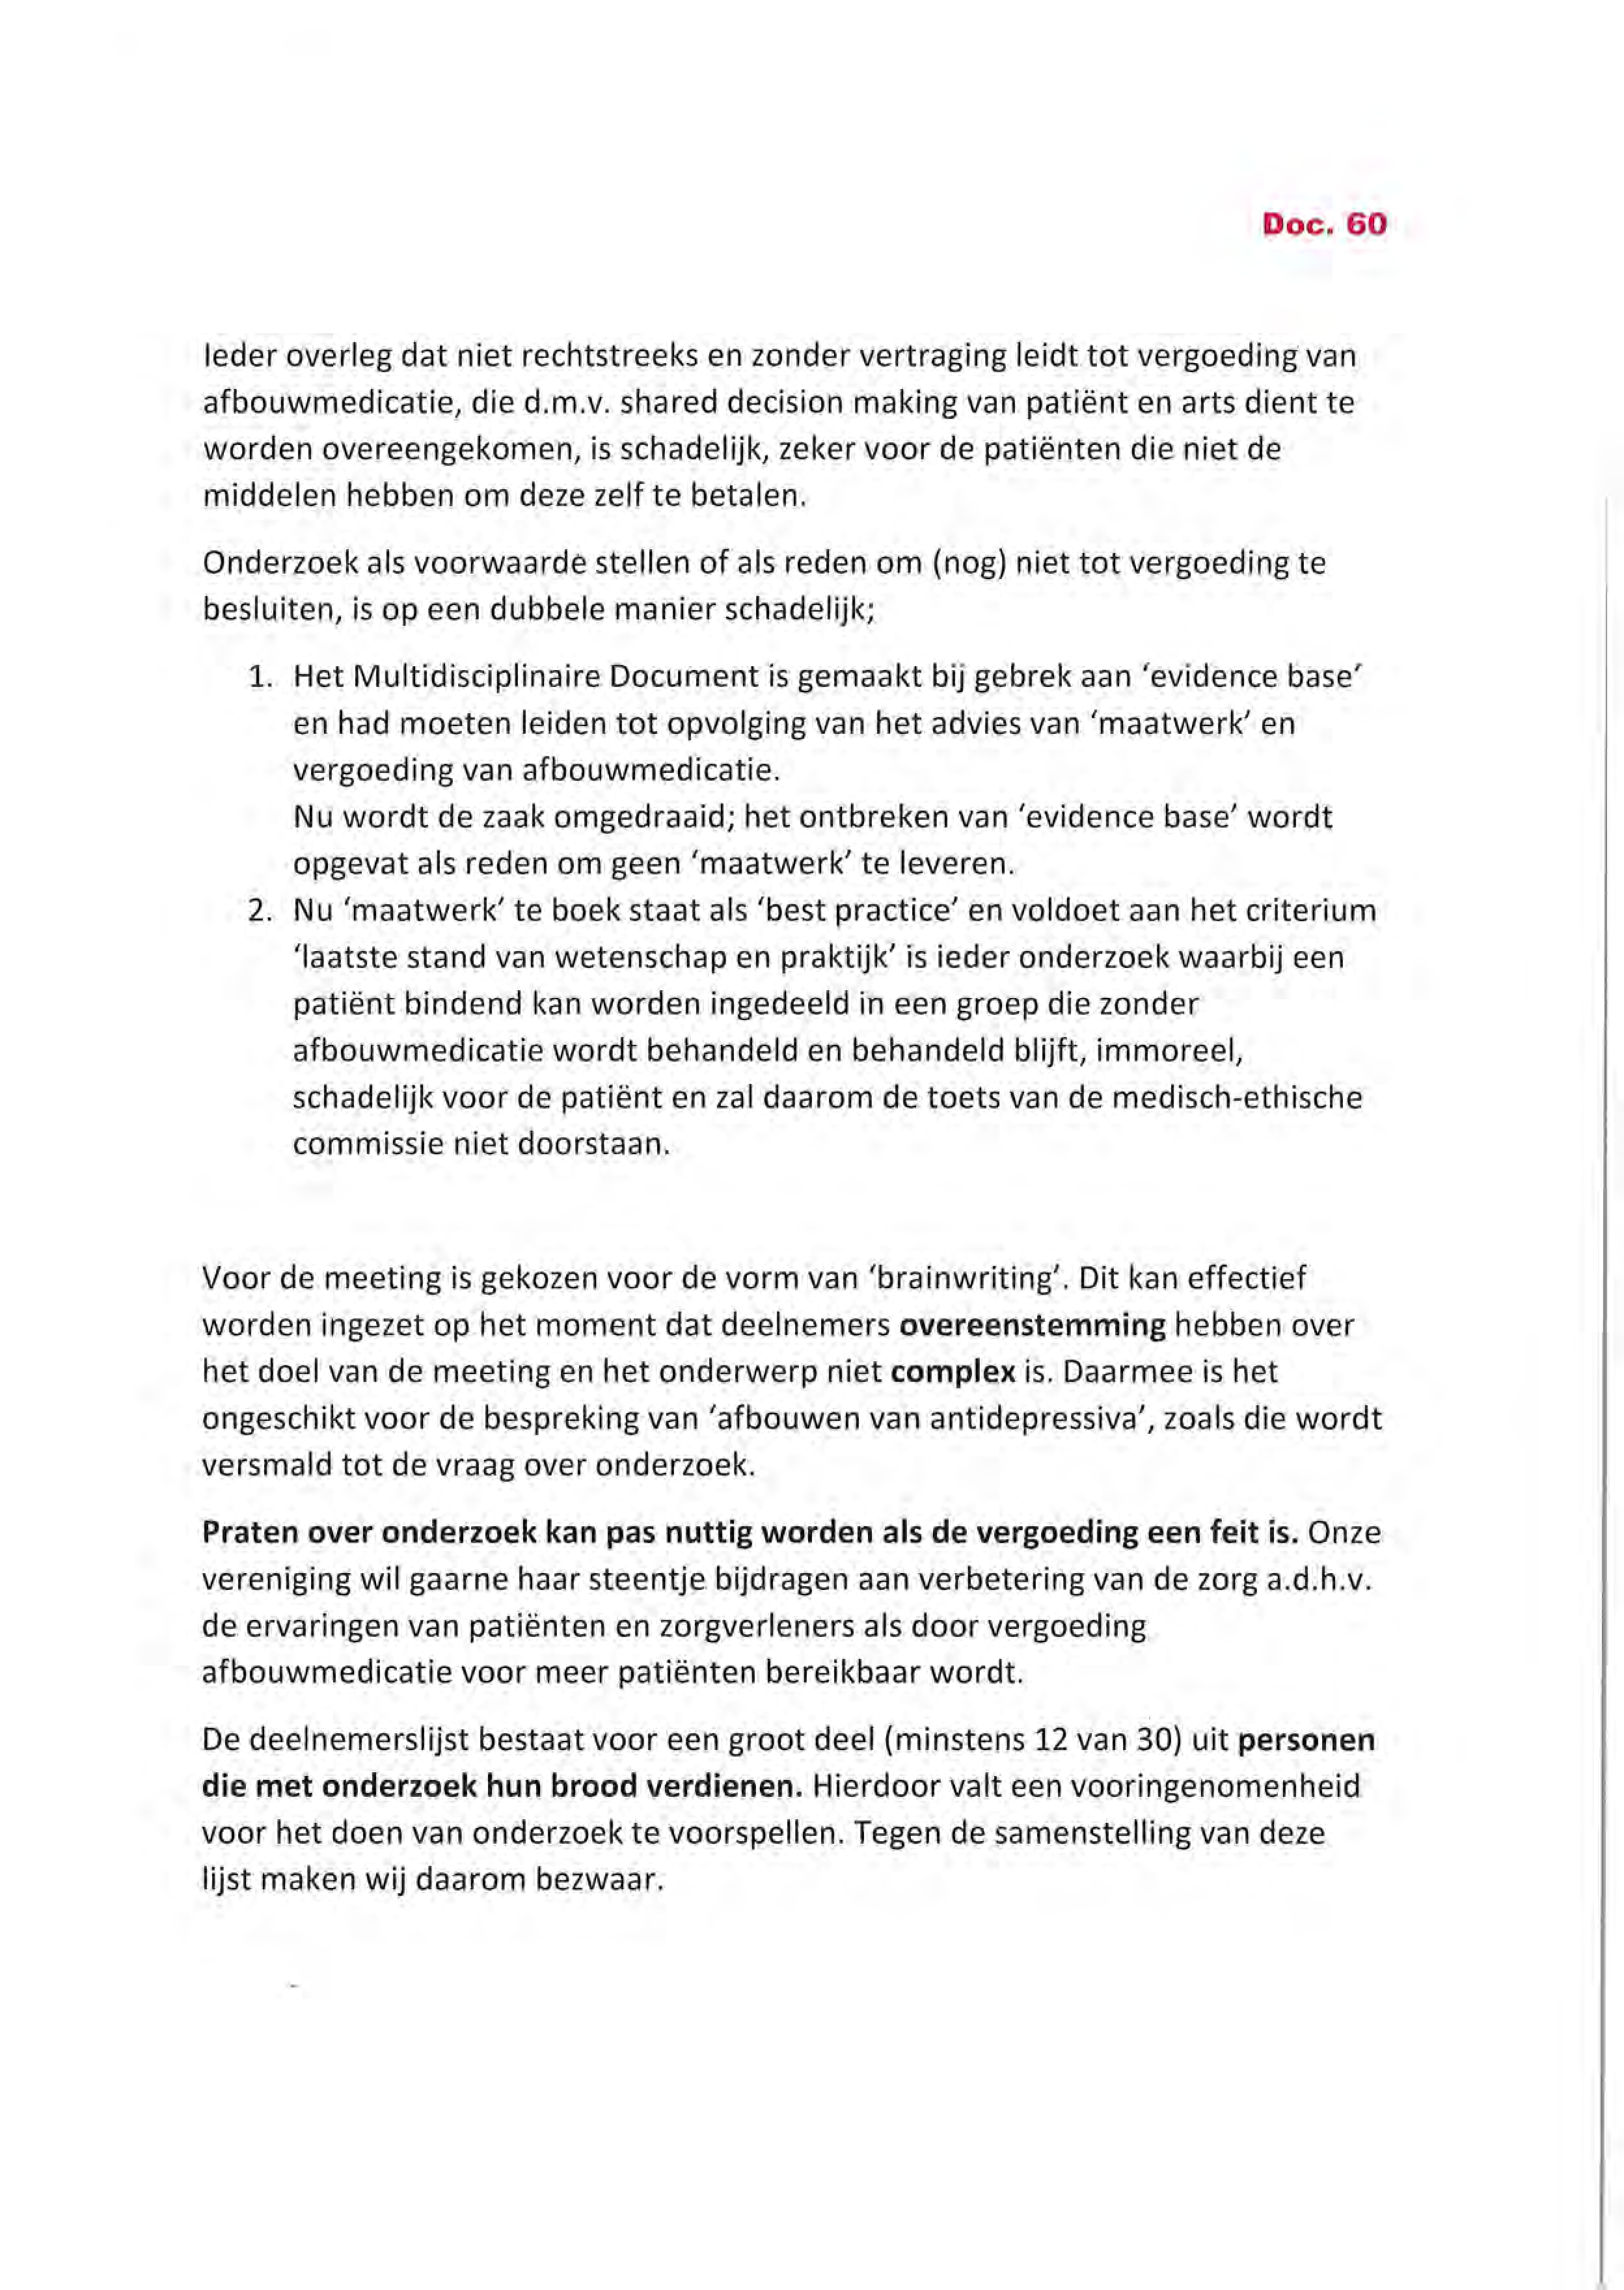 Doc. 60
Ieder overleg dat niet rechtstreeks en zonder vertraging leidt tot vergoeding van
afbouwmedicatie, die d.m.v. shared decision making van patiënt en arts dient te
worden overeengekomen, is schadelijk, zeker voor de patiënten die niet de
middelen hebben om deze zelf te betalen.
Onderzoek als voorwaarde stellen of als reden om (nog) niet tot vergoeding te
besluiten, is op een dubbele manier schadelijk;
1. Het Multidisciplinaire Document is gemaakt bij gebrek aan ‘evidence base’
en had moeten leiden tot opvolging van het advies van ‘maatwerk’ en
vergoeding van afbouwmedicatie.
Nu wordt de zaak omgedraaid; het ontbreken van ‘evidence base’ wordt
opgevat als reden om geen ‘maatwerk’ te leveren.
2. Nu ‘maatwerk’ te boek staat als ‘best practice’ en voldoet aan het criterium
‘laatste stand van wetenschap en praktijk’ is ieder onderzoek waarbij een
patiënt bindend kan worden ingedeeld in een groep die zonder
afbouwmedicatie wordt behandeld en behandeld blijft, immoreel,
schadelijk voor de patiënt en zal daarom de toets van de medisch-ethische
commissie niet doorstaan.
Voor de meeting is gekozen voor de vorm van ‘brainwriting’. Dit kan effectief
worden ingezet op het moment dat deelnemers overeenstemming hebben over
het doel van de meeting en het onderwerp niet complex is. Daarmee is het
ongeschikt voor de bespreking van ‘afbouwen van antidepressiva’, zoals die wordt
versmald tot de vraag over onderzoek.
Praten over onderzoek kan pas nuttig worden als de vergoeding een feit is. Onze
vereniging wil gaarne haar steentje bijdragen aan verbetering van de zorg a.d.h.v.
de ervaringen van patiënten en zorgverleners als door vergoeding
afbouwmedicatie voor meer patiënten bereikbaar wordt.
De deelnemerslijst bestaat voor een groot deel (minstens 12 van 30) uit personen
die met onderzoek hun brood verdienen. Hierdoor valt een vooringenomenheid
voor het doen van onderzoek te voorspellen. Tegen de samenstelling van deze
lijst maken wij daarom bezwaar.